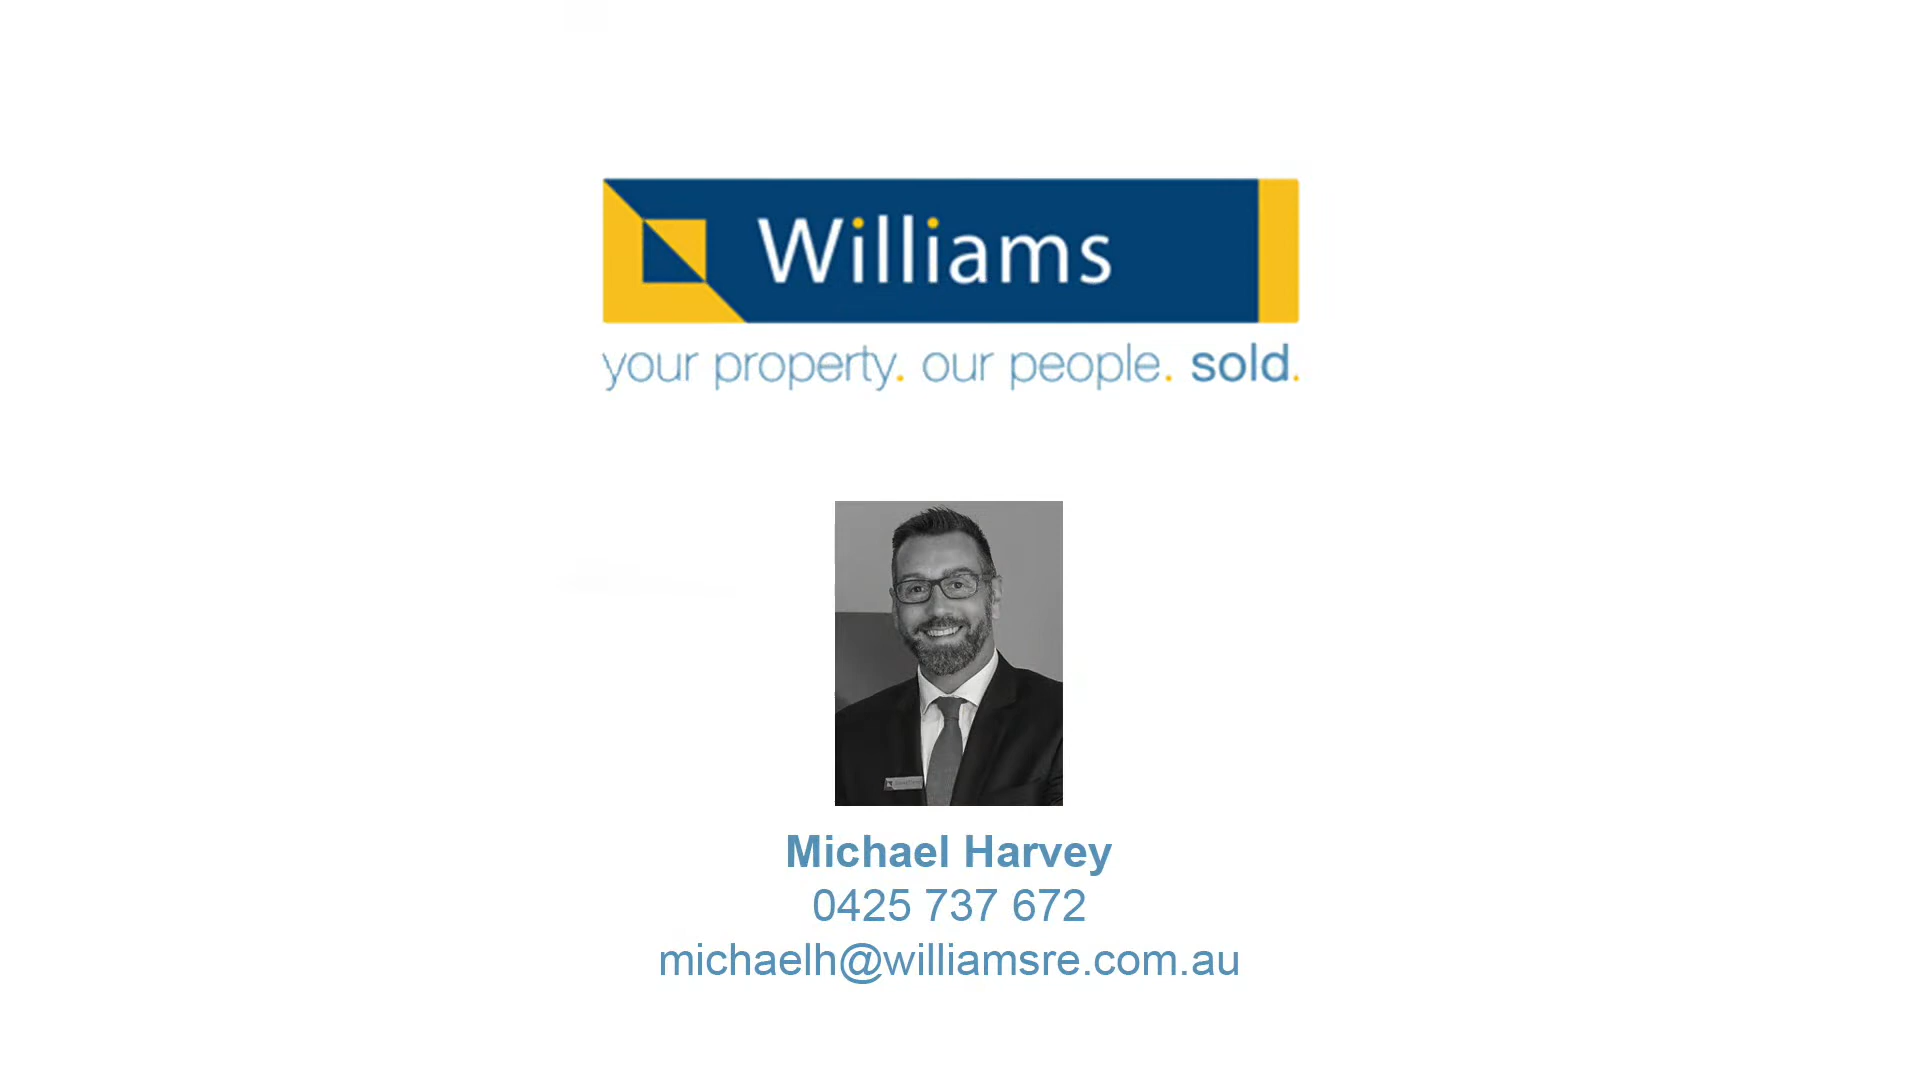 Williams
your property. our people. sold.
Michael Harvey
0425 737 672
michaelh@williamsre.com.au